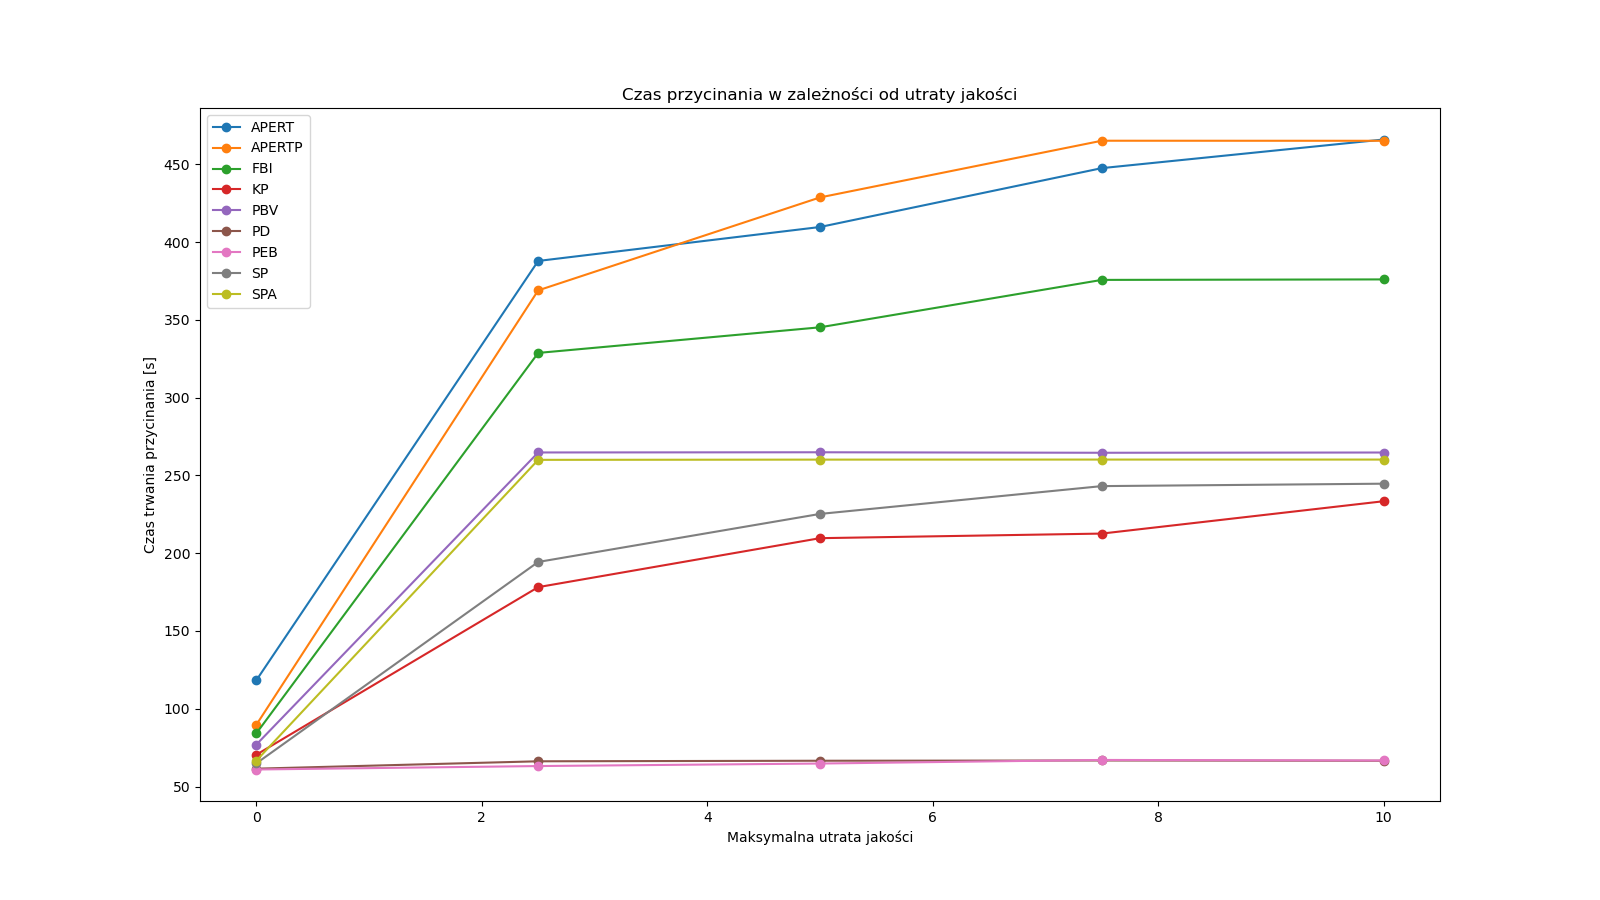 Czas przycinania w zależności od utraty jakości
APERT
APERTP
FBI
KP
PBV
PD
PEB
SP
SPA
Czas trwania przycinania [s]
450
400
350
300
250
200
150
100
50
0 2 4 6 8 10
Maksymalna utrata jakości